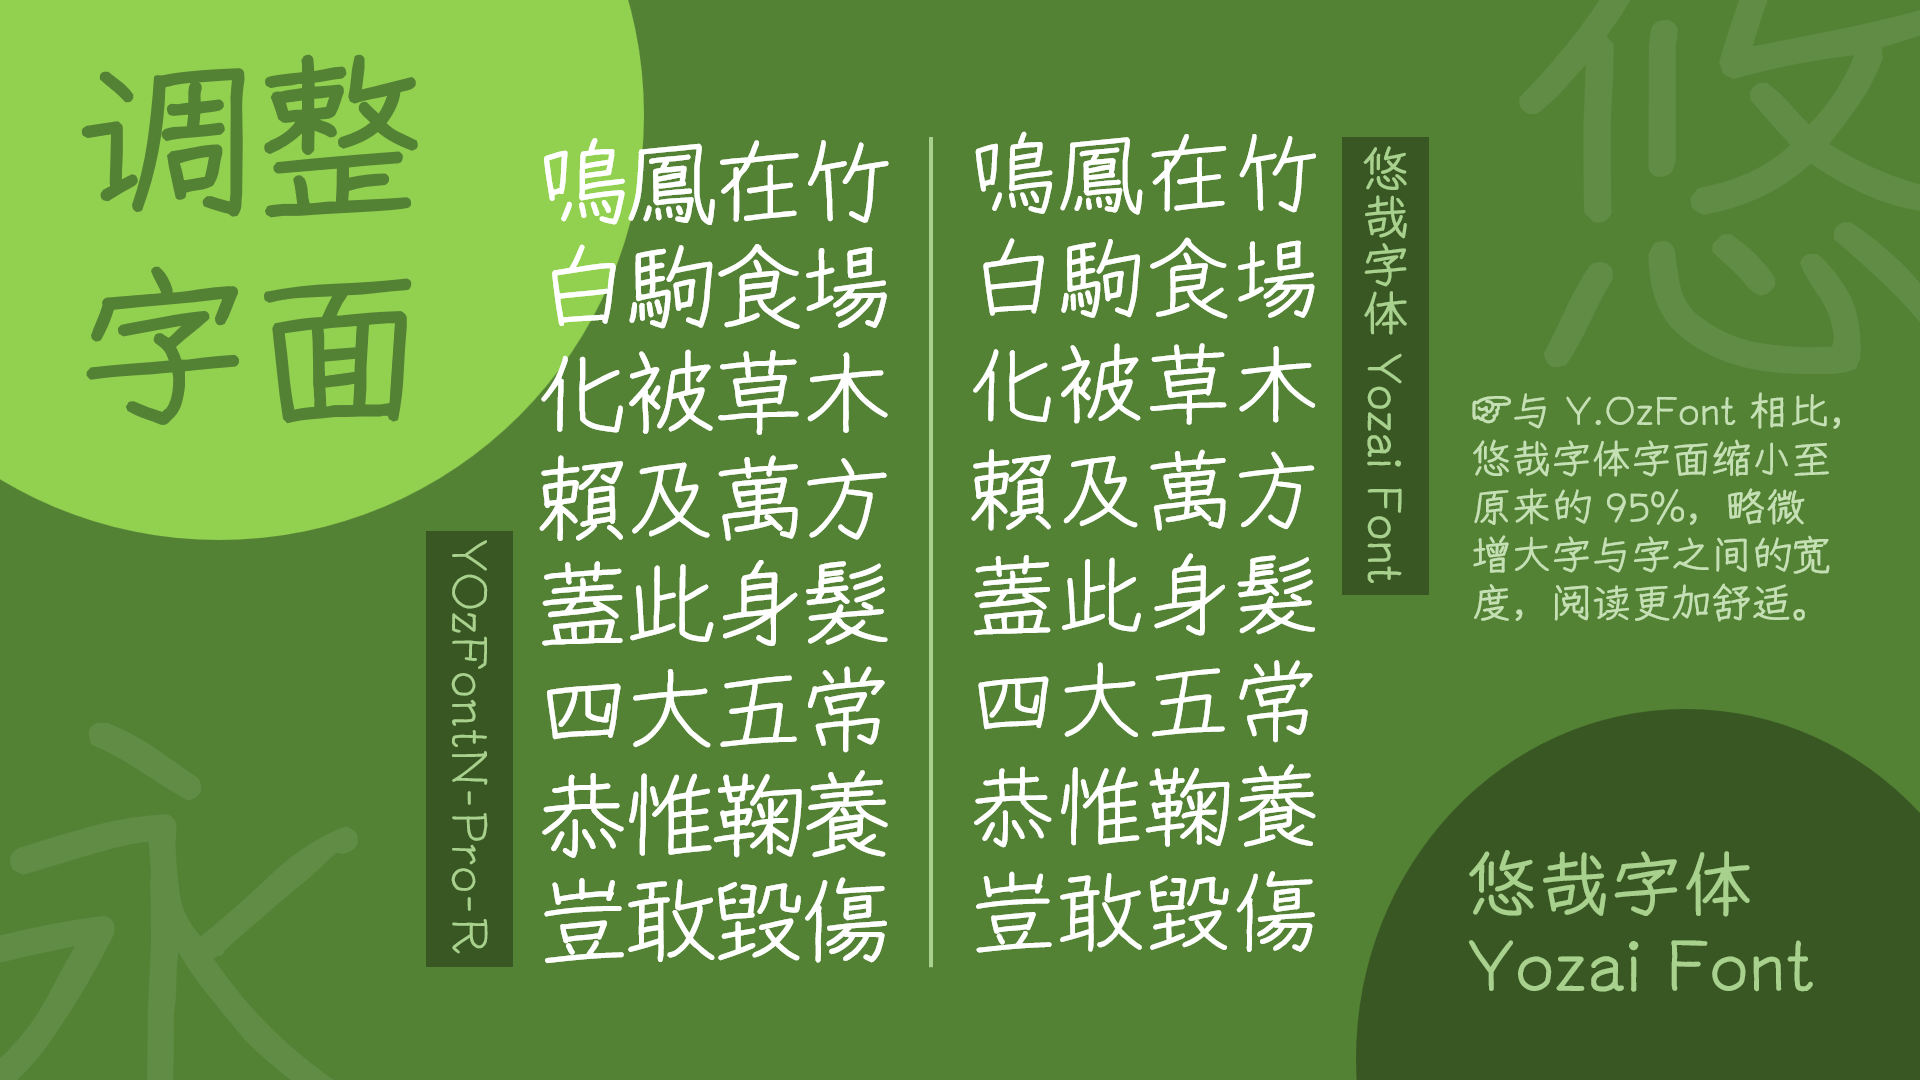 调整
字面
YOzFontN-Pro-R
鳴鳳在竹
白駒食場
化被草木
賴及萬方
蓋此身髮
四大五常
恭惟鞠養
豈敢毀傷
鳴鳳在竹
白駒食場
化被草木
賴及萬方
蓋此身髮
四大五常
恭惟鞠養
豈敢毀傷
悠哉字体 Yozai Font
悠
☞与 Y.OzFont 相比，
悠哉字体字面缩小至
原来的 95%，略微
增大字与字之间的宽
度，阅读更加舒适。
永
悠哉字体
Yozai Font